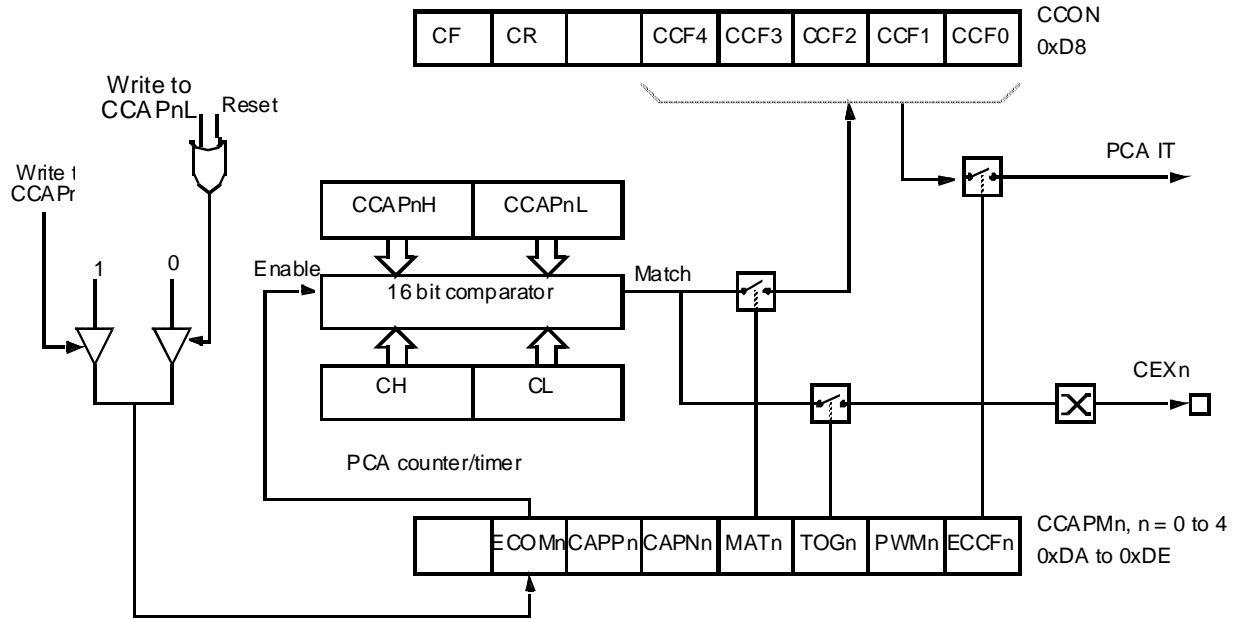 CF CR CCF4 CCF3 CCF2 CCF1 CCF0
CCON
0xD8
Write to
CCAPnL
Reset
Write
PCA IT
CCAPnH CCAPnL
1
0
Enable
16 bit comparator
Match
CH CL
CEXn
PCA counter/timer
ECOMn CAPPn CAPNn MATn TOGn PWMn ECCFn
CCAPMn, n = 0 to 4
0xDA to 0xDE